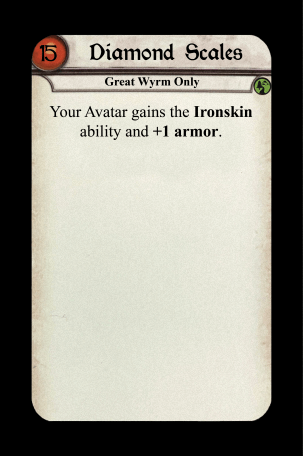 15 Diamond Scales
Great Wyrm Only
Your Avatar gains the Ironskin
ability and +1 armor.